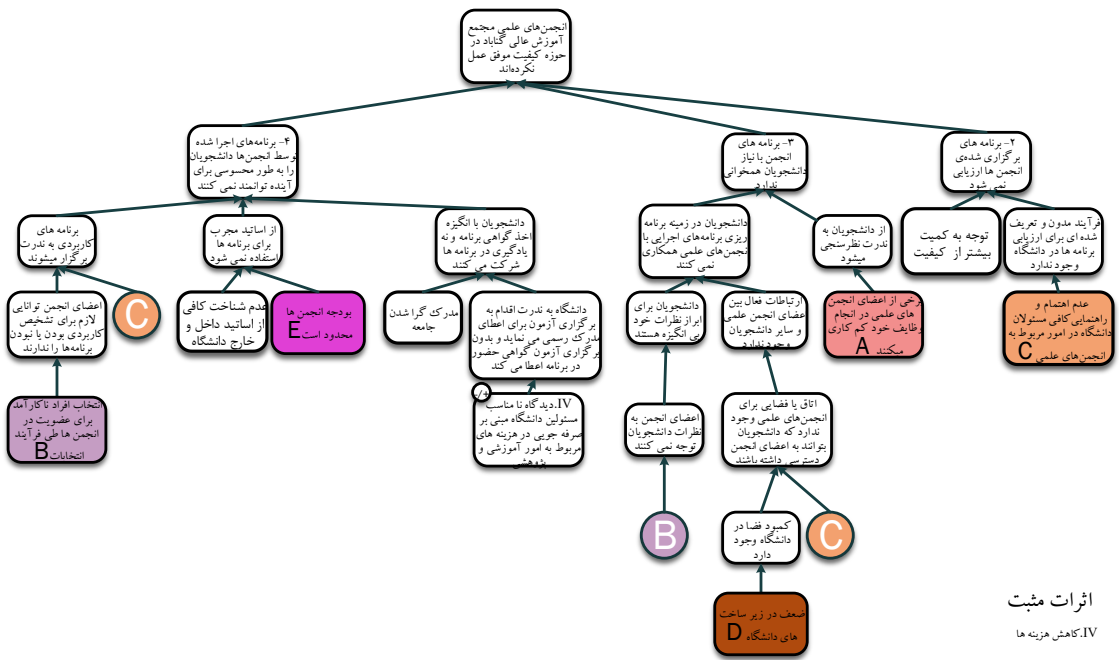 انجمن‌های علمی مجتمع
آموزش عالی گناباد در
حوزه کیفیت موفق عمل
نکرده‌اند
۴- برنامه‌های اجرا شده
توسط انجمن‌ها دانشجویان
را به طور محسوسی برای
آینده توانمند نمی کنند
۳- برنامه های
انجمن با نیاز
دانشجویان همخوانی
ندارد
۲- برنامه های
برگزاری شده‌ی
انجمن ها ارزیابی
نمی شود
برنامه های
کاربردی به ندرت
برگزار میشوند
از اساتید مجرب
برای برنامه ها
استفاده نمی شود
دانشجویان با انگیزه
اخذ گواهی برنامه و نه
یادگیری در برنامه ها
شرکت می کنند
دانشجویان در زمینه برنامه
ریزی برنامه‌های اجرایی با
انجمن‌های علمی همکاری
نمی کنند
از دانشجویان به
ندرت نظرسنجی
میشود
توجه به کمیت
بیشتر از کیفیت
فرآیند مدون و تعریف
شده ای برای ارزیابی
برنامه ها در دانشگاه
وجود ندارد
اعضای انجمن توانایی
لازم برای تشخیص
کاربردی بودن یا نبودن
برنامه‌ها را ندارند
C
عدم شناخت کافی
از اساتید داخل و
خارج دانشگاه
بودجه انجمن ها
محدود است E
مدرک گرا شدن
جامعه
دانشگاه به ندرت اقدام به
برگزاری آزمون برای اعطای
مدرک رسمی می نماید و بدون
برگزاری آزمون گواهی حضور
در برنامه اعطا می کند
دانشجویان برای
ابراز نظرات خود
بی انگیزه هستند
ارتباطات فعال بین
اعضای انجمن علمی
و سایر دانشجویان
وجود ندارد
برخی از اعضای انجمن
های علمی در انجام
وظایف خود کم کاری
میکنند A
عدم اهتمام و
راهنمایی کافی مسئولان
دانشگاه در امور مربوط به
انجمن‌های علمی C
انتخاب افراد ناکارآمد
برای عضویت در
انجمن ها طی فرآیند
انتخابات B
+/-
IV.دیدگاه نا مناسب
مسئولین دانشگاه مبنی بر
صرفه جویی در هزینه های
مربوط به امور آموزشی و
پژوهشی
اعضای انجمن به
نظرات دانشجویان
توجه نمی کنند
اتاق یا فضایی برای
انجمن‌های علمی وجود
ندارد که دانشجویان
بتواند به اعضای انجمن
دسترسی داشته باشند
B
کمبود فضا در
دانشگاه وجود
دارد
C
ضعف در زیر ساخت
های دانشگاه D
اثرات مثبت
IV.کاهش هزینه ها